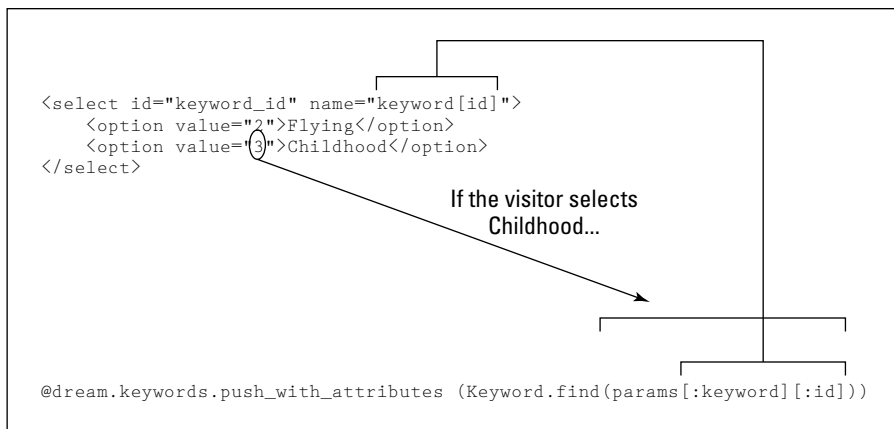 <select id="keyword_id" name="keyword[id]">
<option value="2">Flying</option>
<option value="3">Childhood</option>
</select>
If the visitor selects
Childhood...
@dream.keywords.push_with_attributes (Keyword.find(params[:keyword][:id]))